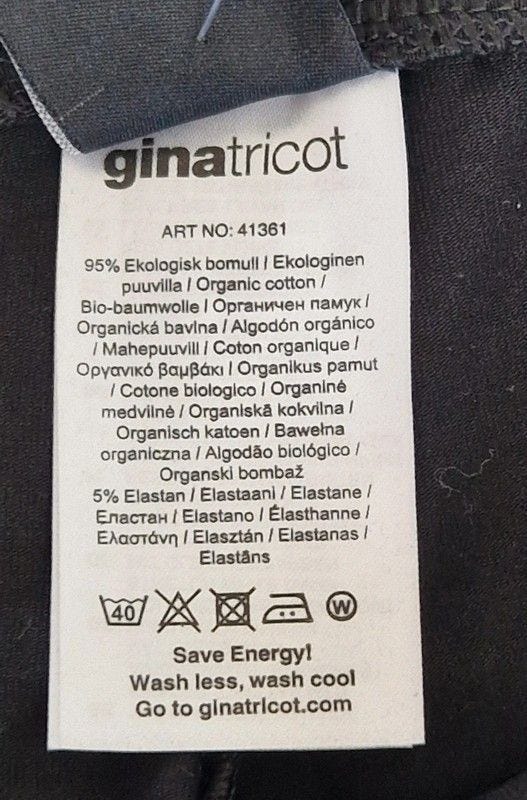 ginatricot
ART NO: 41361
95% Ekologisk bomull / Ekologinen
puuvilla / Organic cotton /
Bio-baumwolle / Органичен памук /
Organická bavlna / Algodón orgánico
/ Mahepuuvill / Coton organique /
Οργανικό βαμβάκι / Organikus pamut
/ Cotone biologico / Organinė
medvilnė / Organiskā kokvilna /
Organisch katoen / Bawełna
organiczna / Algodão biológico /
Organski bombaž
5% Elastan / Elastaani / Elastane /
Еластан / Elastano / Élasthanne /
Ελαστάνη / Elasztán / Elastanas /
Elastāns
40 W
Save Energy!
Wash less, wash cool
Go to ginatricot.com